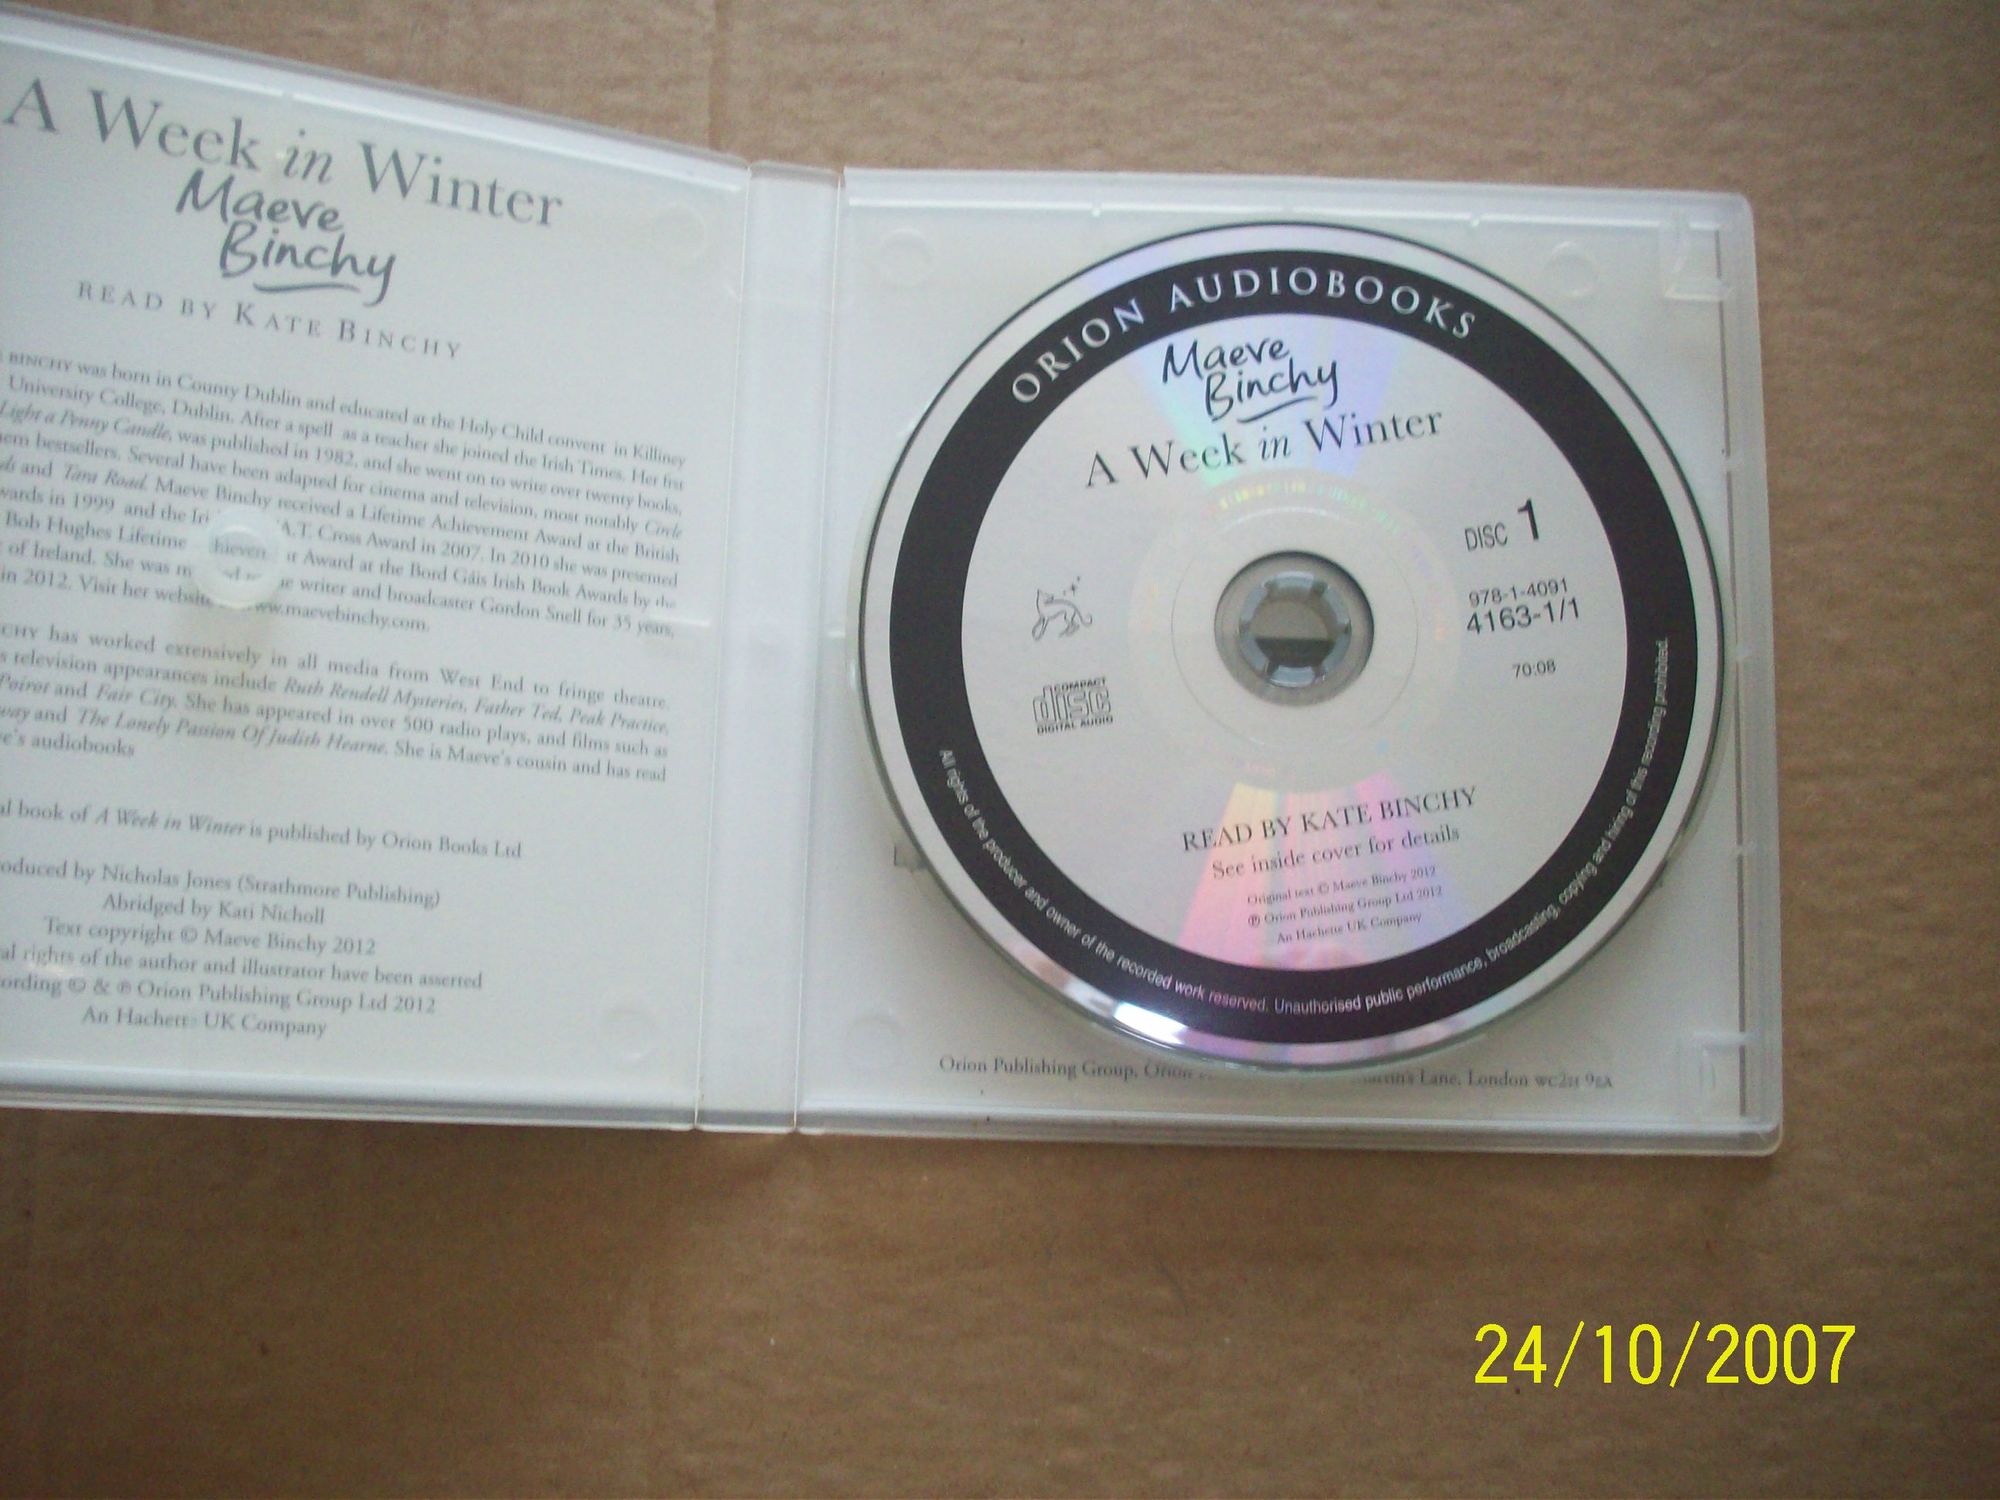 A Week in Winter
Maeve
Binchy
READ BY KATE BINCHY
BINCHY was born in County Dublin and educated at the Holy Child convent in Killiney
University College, Dublin. After a spell as a teacher she joined the Irish Times. Her first
Light a Penny Candle, was published in 1982, and she went on to write over twenty books,
bestsellers. Several have been adapted for cinema and television, most notably Circle
and Tara Road. Maeve Binchy received a Lifetime Achievement Award at the British
in 1999 and the A.T. Cross Award in 2007. In 2010 she was presented
Bob Hughes Lifetime Award at the Bord Gáis Irish Book Awards by the
of Ireland. She was writer and broadcaster Gordon Snell for 35 years,
in 2012. Visit her website www.maevebinchy.com.
has worked extensively in all media from West End to fringe theatre.
television appearances include Ruth Rendell Mysteries, Father Ted, Peak Practice,
Poirot and Fair City. She has appeared in over 500 radio plays, and films such as
and The Lonely Passion Of Judith Hearne. She is Maeve's cousin and has read
audiobooks
book of A Week in Winter is published by Orion Books Ltd
by Nicholas Jones (Strathmore Publishing)
Abridged by Kati Nicholl
Text copyright © Maeve Binchy 2012
rights of the author and illustrator have been asserted
© & ℗ Orion Publishing Group Ltd 2012
An Hachette UK Company
ORION AUDIOBOOKS
Maeve
Binchy
A Week in Winter
DISC 1
978-1-4091
4163-1/1
70:08
COMPACT
disc
DIGITAL AUDIO
READ BY KATE BINCHY
See inside cover for details
Original text © Maeve Binchy 2012
℗ Orion Publishing Group Ltd 2012
An Hachette UK Company
All rights of the producer and owner of the recorded work reserved. Unauthorised public performance, broadcasting, copying and hiring of this recording prohibited.
Orion Publishing Group, Orion Lane, London WC2H 9EA
24/10/2007